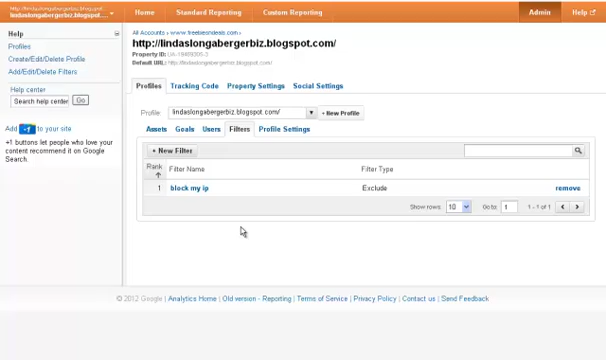 http://lindaslongabergerbiz.blogspot....
lindaslongabergerbiz.blogspot....
Home
Standard Reporting
Custom Reporting
Admin
Help
Help
Profiles
Create/Edit/Delete Profile
Add/Edit/Delete Filters
Help center
Search help center
Go
Add +1 to your site
+1 buttons let people who love your
content recommend it on Google
Search
All Accounts › www.freebiesndeals.com ›
http://lindaslongabergerbiz.blogspot.com/
Property ID:
Default URL: http://lindaslongabergerbiz.blogspot.com/
Profiles
Tracking Code
Property Settings
Social Settings
Profile:
lindaslongabergerbiz.blogspot.com/
+ New Profile
Assets
Goals
Users
Filters
Profile Settings
+ New Filter
Rank
Filter Name
Filter Type
1
block my ip
Exclude
remove
Show rows: 10
Go to: 1
1 - 1 of 1
© 2012 Google | Analytics Home | Old version - Reporting | Terms of Service | Privacy Policy | Contact us | Send Feedback